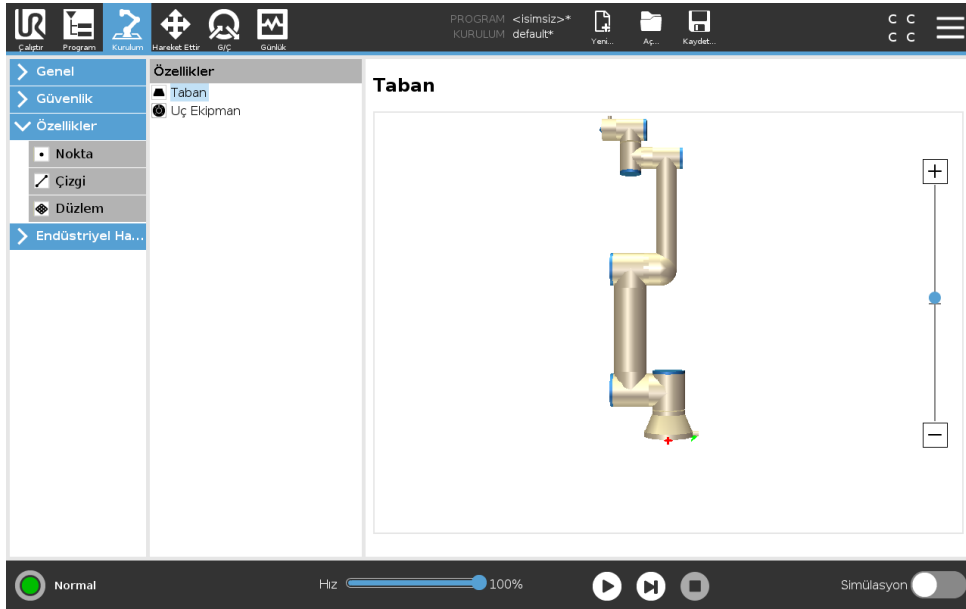 PROGRAM <isimsiz>*
KURULUM default*
Çalıştır
Program
Kurulum
Hareket Ettir
G/Ç
Günlük
Yeni...
Aç...
Kaydet...
C C
C C
Genel
Güvenlik
Özellikler
Nokta
Çizgi
Düzlem
Endüstriyel Ha...
Özellikler
Taban
Uç Ekipman
Taban
Normal
Hız
100%
Simülasyon